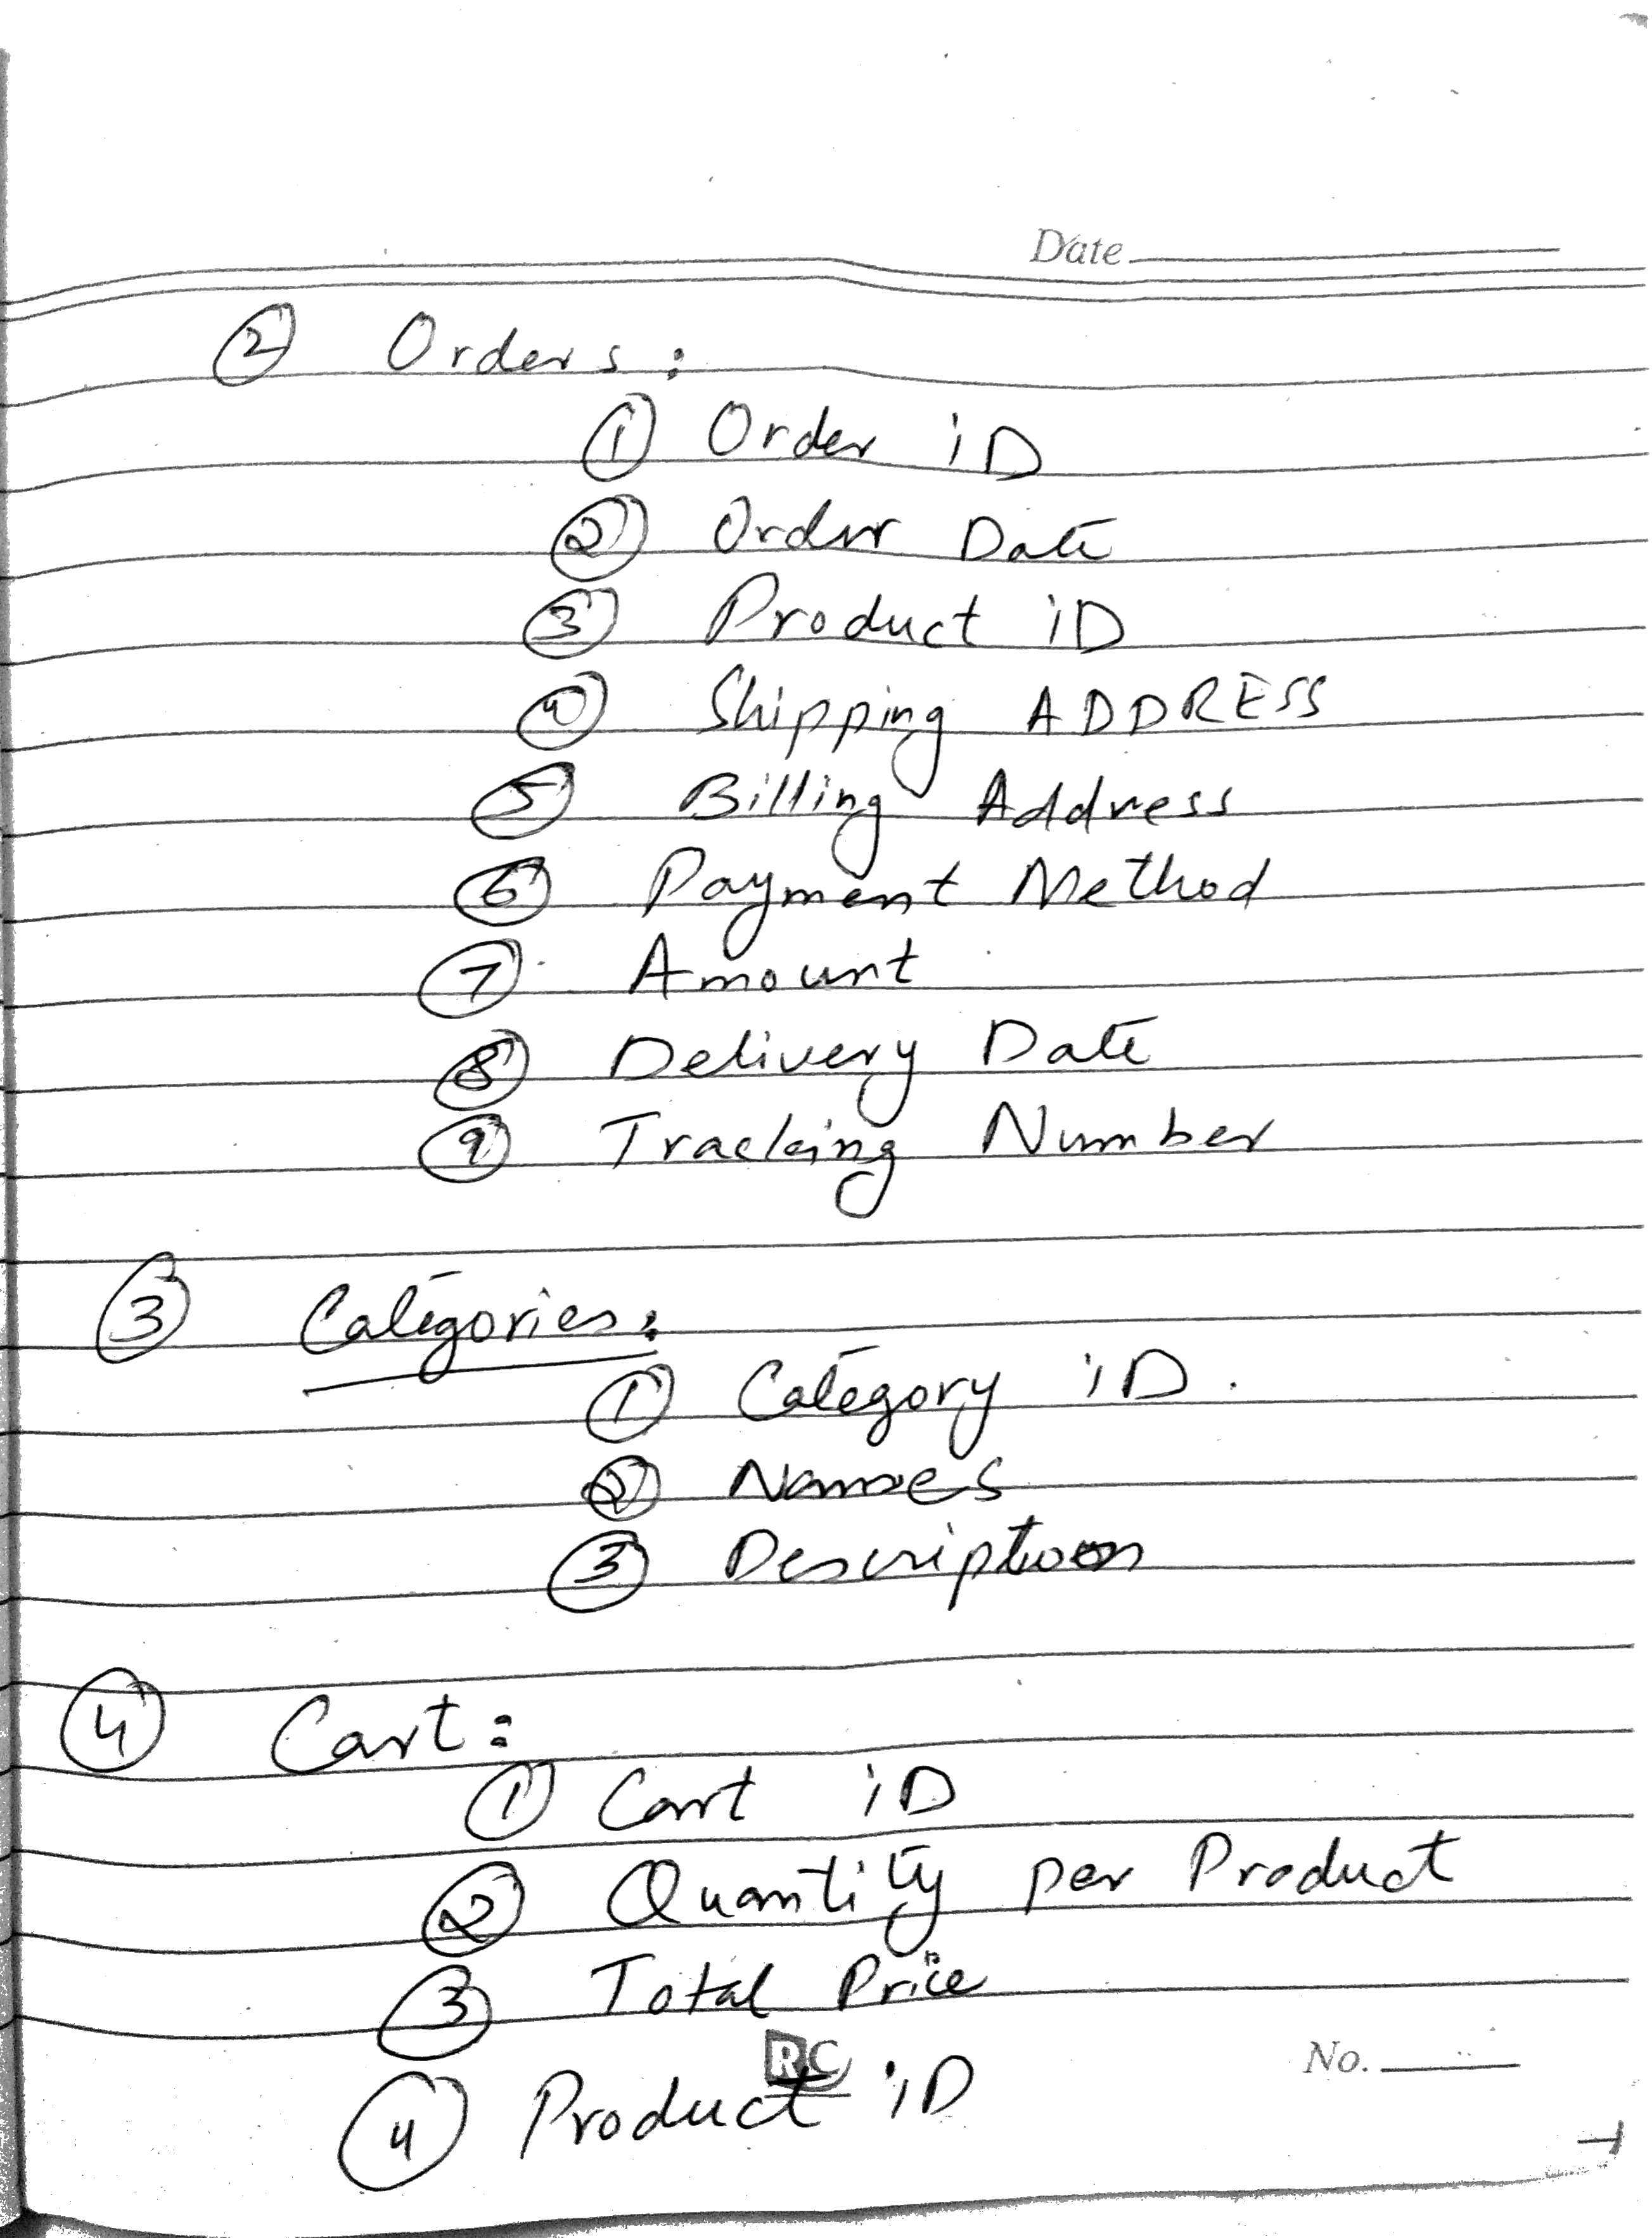 Date
② Orders:
① Order iD
② Order Date
③ Product iD
④ Shipping ADDRESS
⑤ Billing Address
⑥ Payment Method
⑦ Amount
⑧ Delivery Date
⑨ Tracking Number
③ Categories:
① Category iD.
② Names
③ Description
④ Cart:
① Cart iD
② Quantity per Product
③ Total Price
RC
No.
④ Product iD